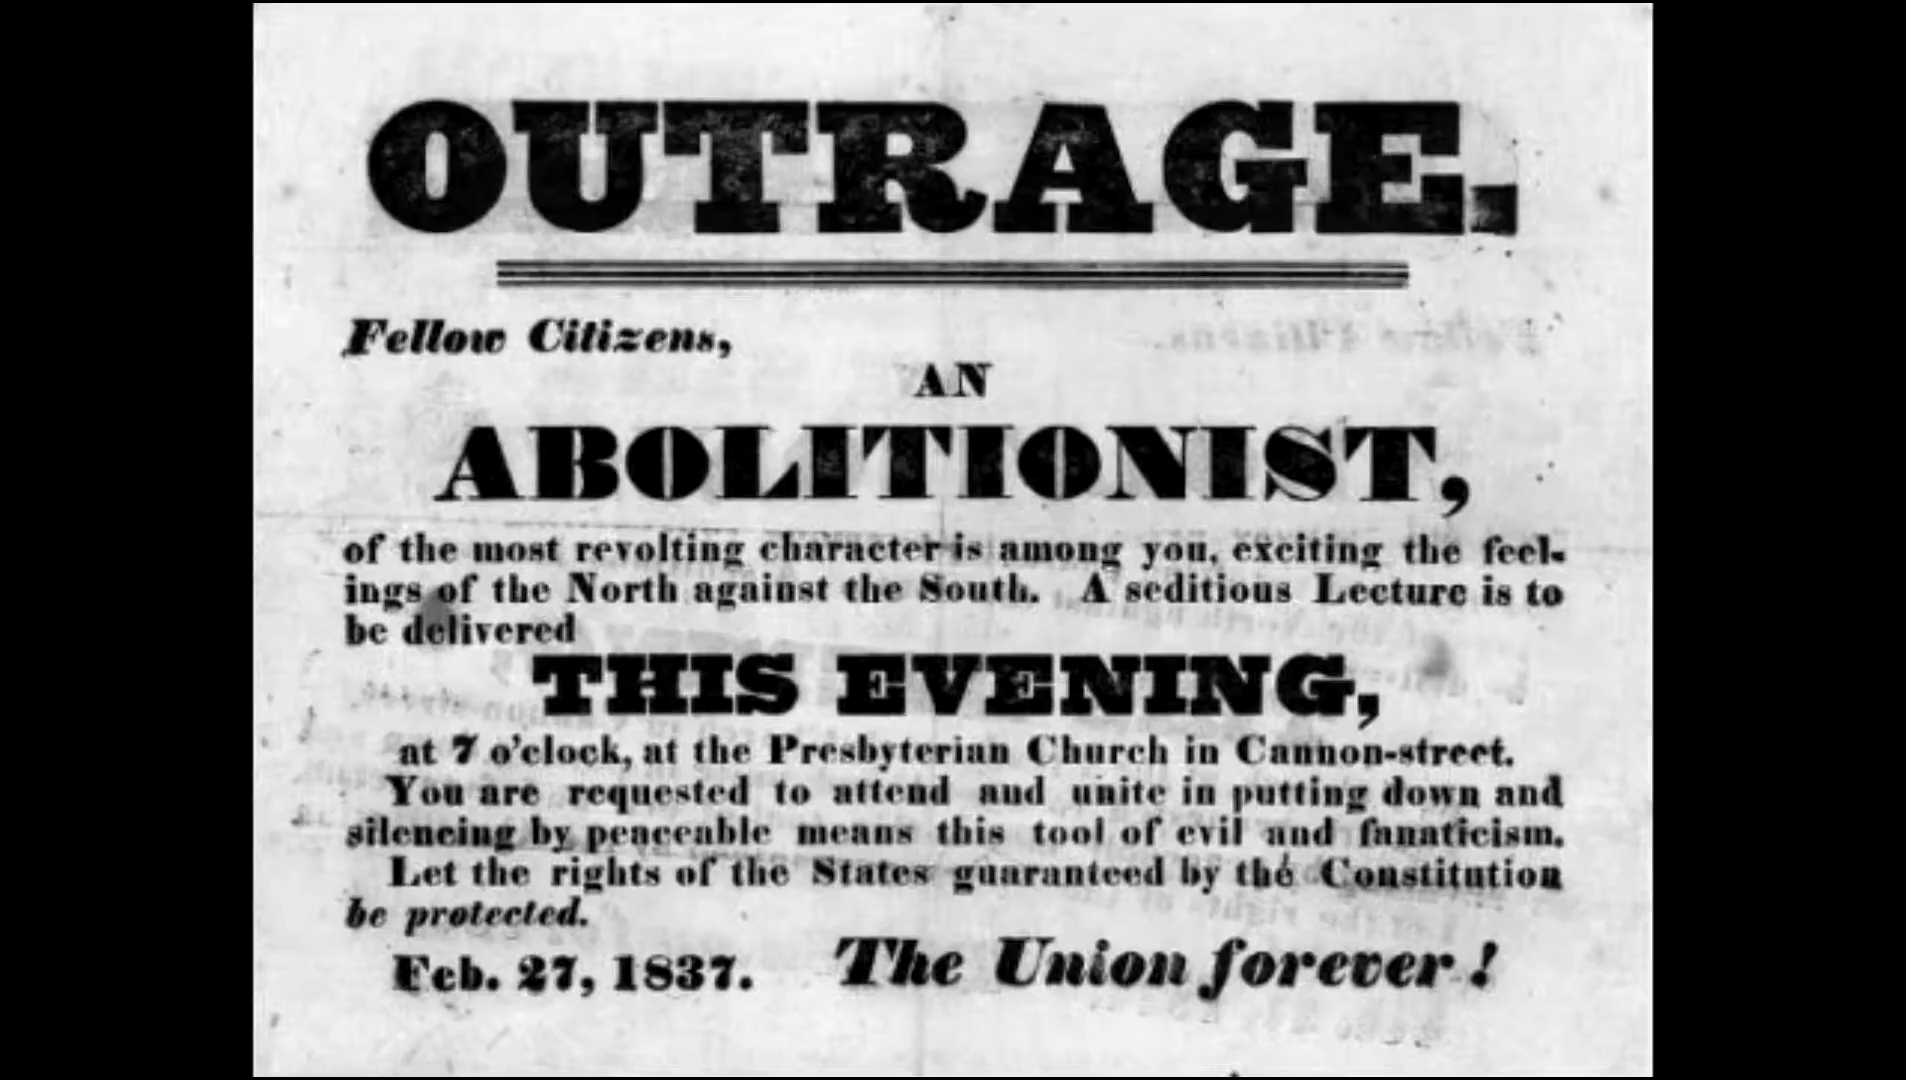 OUTRAGE.
Fellow Citizens,
AN
ABOLITIONIST,
of the most revolting character is among you, exciting the feel-
ings of the North against the South. A seditious Lecture is to
be delivered
THIS EVENING,
at 7 o'clock, at the Presbyterian Church in Cannon-street.
You are requested to attend and unite in putting down and
silencing by peaceable means this tool of evil and fanaticism.
Let the rights of the States guaranteed by the Constitution
be protected.
Feb. 27, 1837. The Union forever!